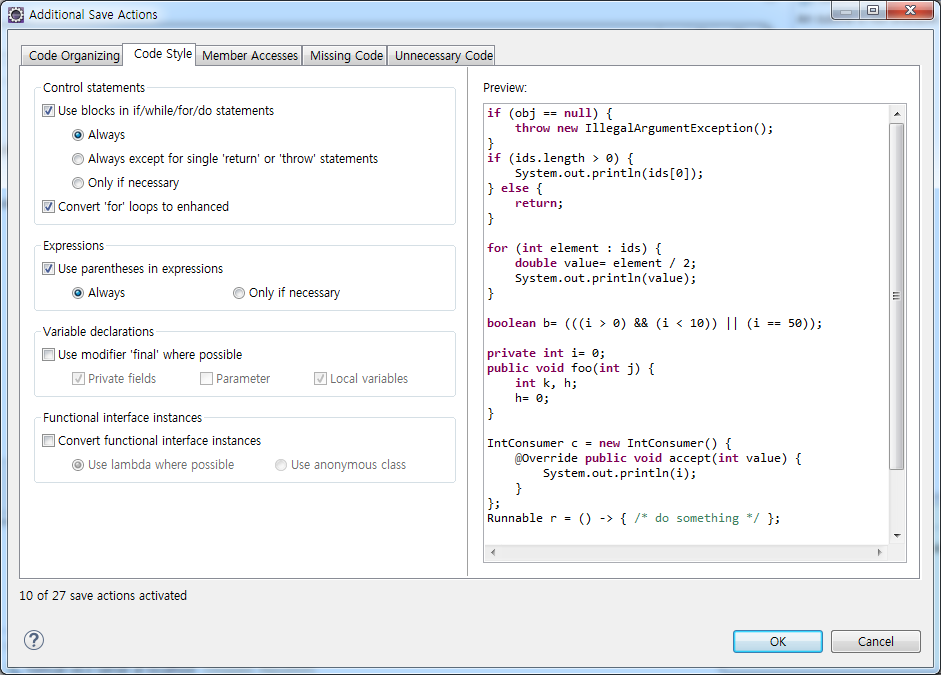 Additional Save Actions
Code Organizing Code Style Member Accesses Missing Code Unnecessary Code
Control statements
Use blocks in if/while/for/do statements
Always
Always except for single 'return' or 'throw' statements
Only if necessary
Convert 'for' loops to enhanced
Expressions
Use parentheses in expressions
Always Only if necessary
Variable declarations
Use modifier 'final' where possible
Private fields Parameter Local variables
Functional interface instances
Convert functional interface instances
Use lambda where possible Use anonymous class
Preview:
if (obj == null) {
    throw new IllegalArgumentException();
}
if (ids.length > 0) {
    System.out.println(ids[0]);
} else {
    return;
}
for (int element : ids) {
    double value= element / 2;
    System.out.println(value);
}
boolean b= (((i > 0) && (i < 10)) || (i == 50));
private int i= 0;
public void foo(int j) {
    int k, h;
    h= 0;
}
IntConsumer c = new IntConsumer() {
    @Override public void accept(int value) {
        System.out.println(i);
    }
};
Runnable r = () -> { /* do something */ };
10 of 27 save actions activated
?
OK Cancel